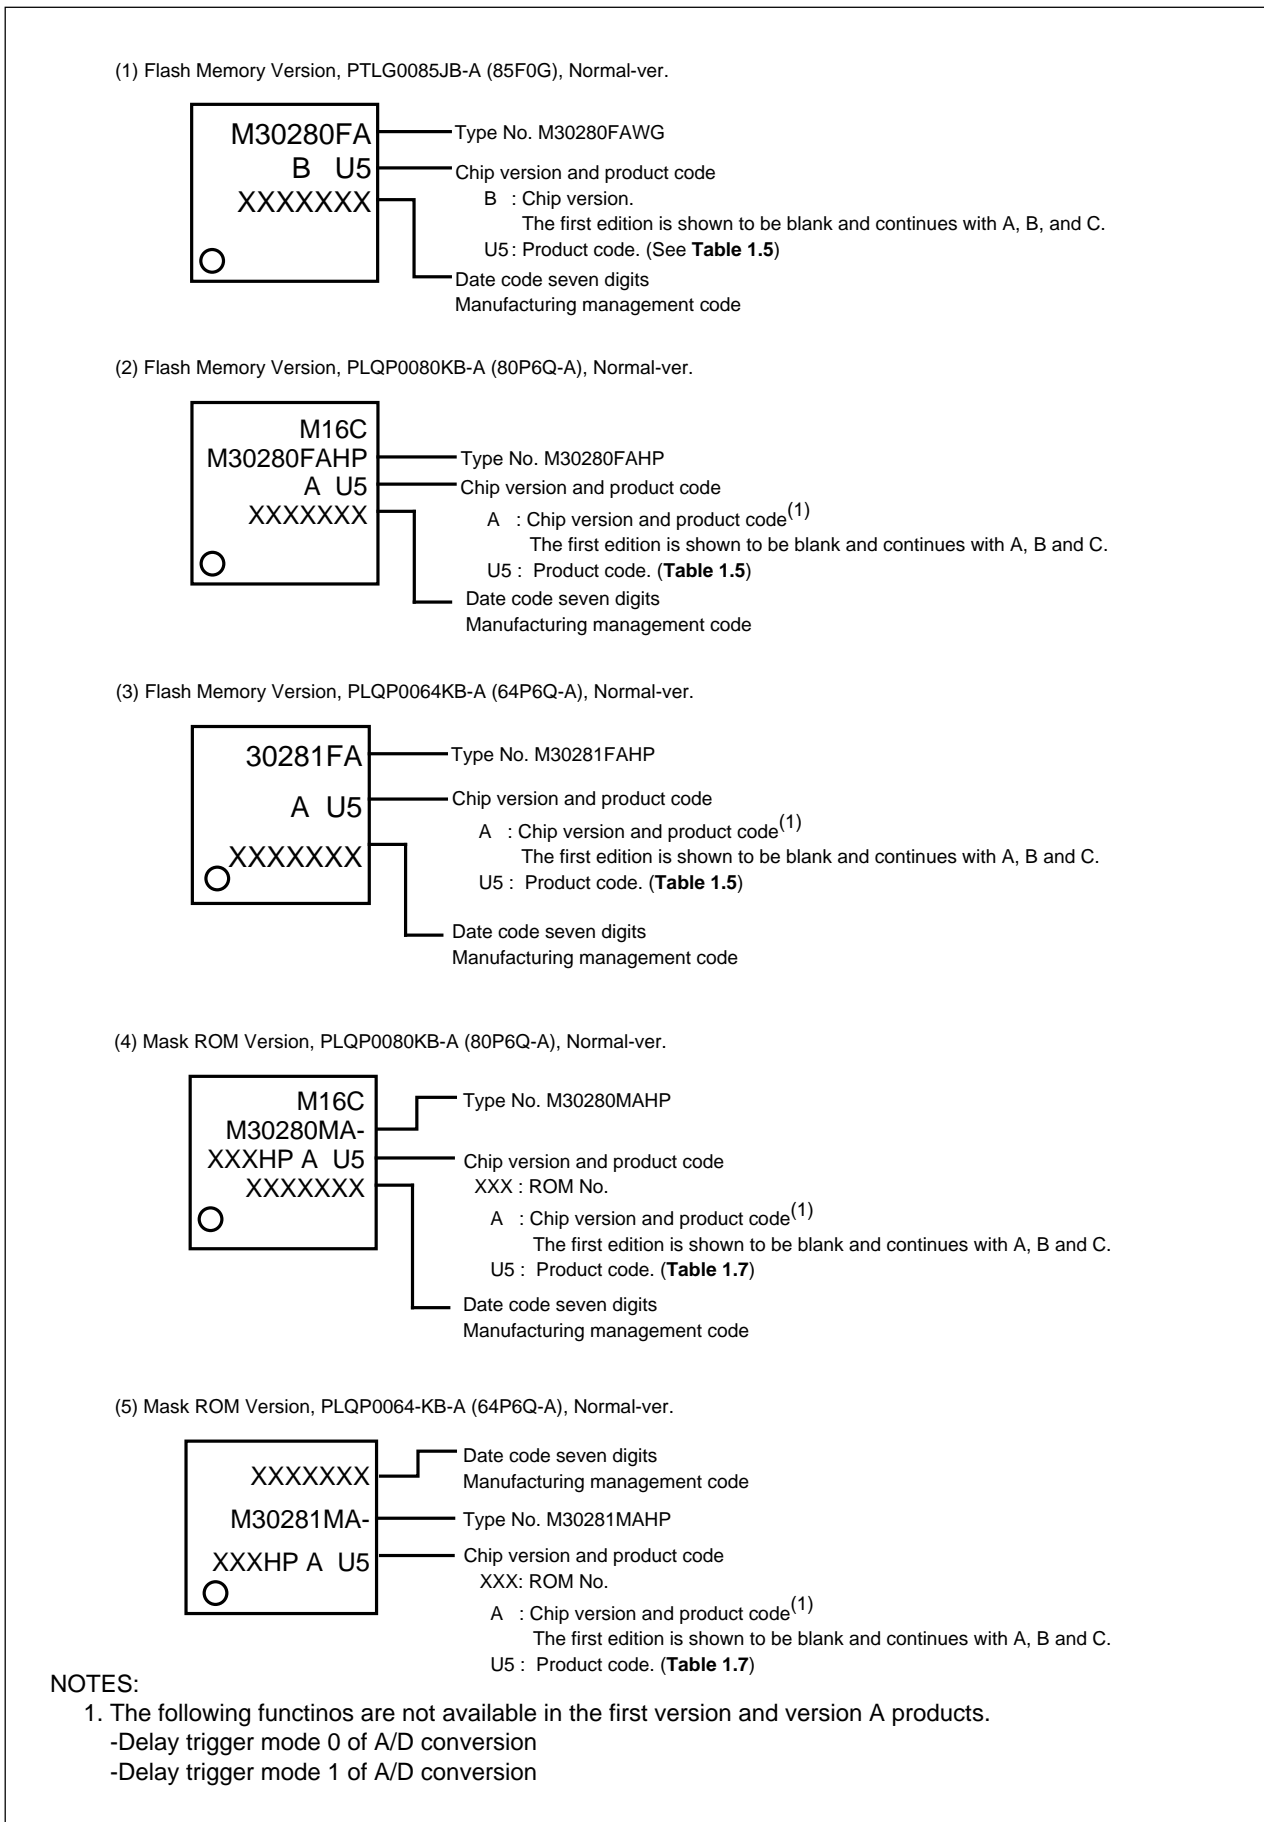 (1) Flash Memory Version, PTLG0085JB-A (85F0G), Normal-ver.
M30280FA
B U5
XXXXXXX
Type No. M30280FAWG
Chip version and product code
B : Chip version.
The first edition is shown to be blank and continues with A, B, and C.
U5 : Product code. (See Table 1.5)
Date code seven digits
Manufacturing management code
(2) Flash Memory Version, PLQP0080KB-A (80P6Q-A), Normal-ver.
M16C
M30280FAHP
A U5
XXXXXXX
Type No. M30280FAHP
Chip version and product code
A : Chip version and product code(1)
The first edition is shown to be blank and continues with A, B and C.
U5 : Product code. (Table 1.5)
Date code seven digits
Manufacturing management code
(3) Flash Memory Version, PLQP0064KB-A (64P6Q-A), Normal-ver.
30281FA
A U5
XXXXXXX
Type No. M30281FAHP
Chip version and product code
A : Chip version and product code(1)
The first edition is shown to be blank and continues with A, B and C.
U5 : Product code. (Table 1.5)
Date code seven digits
Manufacturing management code
(4) Mask ROM Version, PLQP0080KB-A (80P6Q-A), Normal-ver.
M16C
M30280MA-
XXXHP A U5
XXXXXXX
Type No. M30280MAHP
Chip version and product code
XXX : ROM No.
A : Chip version and product code(1)
The first edition is shown to be blank and continues with A, B and C.
U5 : Product code. (Table 1.7)
Date code seven digits
Manufacturing management code
(5) Mask ROM Version, PLQP0064-KB-A (64P6Q-A), Normal-ver.
XXXXXXX
M30281MA-
XXXHP A U5
Date code seven digits
Manufacturing management code
Type No. M30281MAHP
Chip version and product code
XXX: ROM No.
A : Chip version and product code(1)
The first edition is shown to be blank and continues with A, B and C.
U5 : Product code. (Table 1.7)
NOTES:
1. The following functinos are not available in the first version and version A products.
-Delay trigger mode 0 of A/D conversion
-Delay trigger mode 1 of A/D conversion